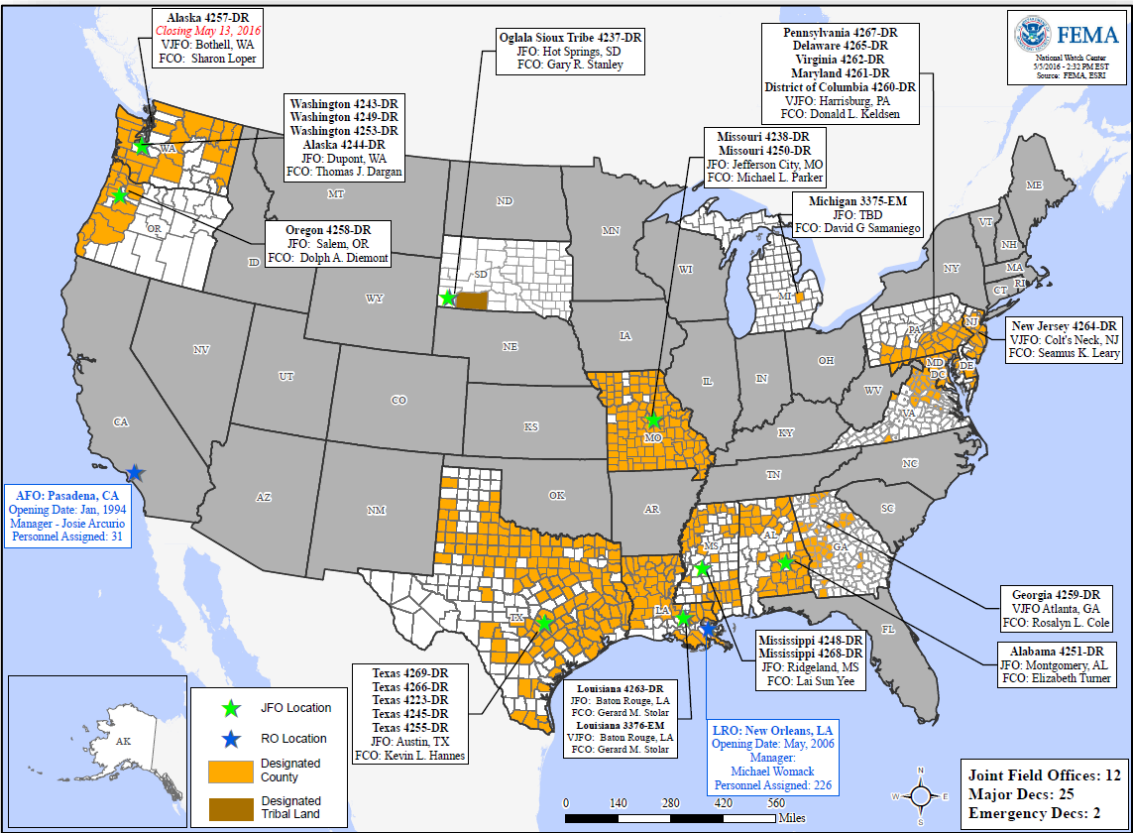 Alaska 4257-DR
Closing May 13, 2016
VJFO: Bothell, WA
FCO: Sharon Loper
Oglala Sioux Tribe 4237-DR
JFO: Hot Springs, SD
FCO: Gary R. Stanley
Pennsylvania 4267-DR
Delaware 4265-DR
Virginia 4262-DR
Maryland 4261-DR
District of Columbia 4260-DR
VJFO: Harrisburg, PA
FCO: Donald L. Keldsen
FEMA
National Watch Center
5/5/2016 - 2:32 PM EST
Source: FEMA, ESRI
Washington 4243-DR
Washington 4249-DR
Washington 4253-DR
Alaska 4244-DR
JFO: Dupont, WA
FCO: Thomas J. Dargan
Missouri 4238-DR
Missouri 4250-DR
JFO: Jefferson City, MO
FCO: Michael L. Parker
Michigan 3375-EM
JFO: TBD
FCO: David G Samaniego
Oregon 4258-DR
JFO: Salem, OR
FCO: Dolph A. Diemont
New Jersey 4264-DR
VJFO: Colt's Neck, NJ
FCO: Seamus K. Leary
WA
OR
MT
ID
WY
ND
SD
NE
MN
WI
IA
MI
ME
VT
NH
MA
RI
CT
NY
PA
NJ
MD
DE
DC
CA
NV
UT
CO
KS
MO
IL
IN
OH
WV
VA
KY
AZ
NM
OK
AR
TN
NC
SC
TX
LA
MS
AL
GA
FL
AK
AFO: Pasadena, CA
Opening Date: Jan, 1994
Manager - Josie Arcurio
Personnel Assigned: 31
Georgia 4259-DR
VJFO Atlanta, GA
FCO: Rosalyn L. Cole
Alabama 4251-DR
JFO: Montgomery, AL
FCO: Elizabeth Turner
Mississippi 4248-DR
Mississippi 4268-DR
JFO: Ridgeland, MS
FCO: Lai Sun Yee
Texas 4269-DR
Texas 4266-DR
Texas 4223-DR
Texas 4245-DR
Texas 4255-DR
JFO: Austin, TX
FCO: Kevin L. Hannes
Louisiana 4263-DR
JFO: Baton Rouge, LA
FCO: Gerard M. Stolar
Louisiana 3376-EM
VJFO: Baton Rouge, LA
FCO: Gerard M. Stolar
LRO: New Orleans, LA
Opening Date: May, 2006
Manager:
Michael Womack
Personnel Assigned: 226
JFO Location
RO Location
Designated
County
Designated
Tribal Land
0 140 280 420 560
Miles
N
W E
S
Joint Field Offices: 12
Major Decs: 25
Emergency Decs: 2